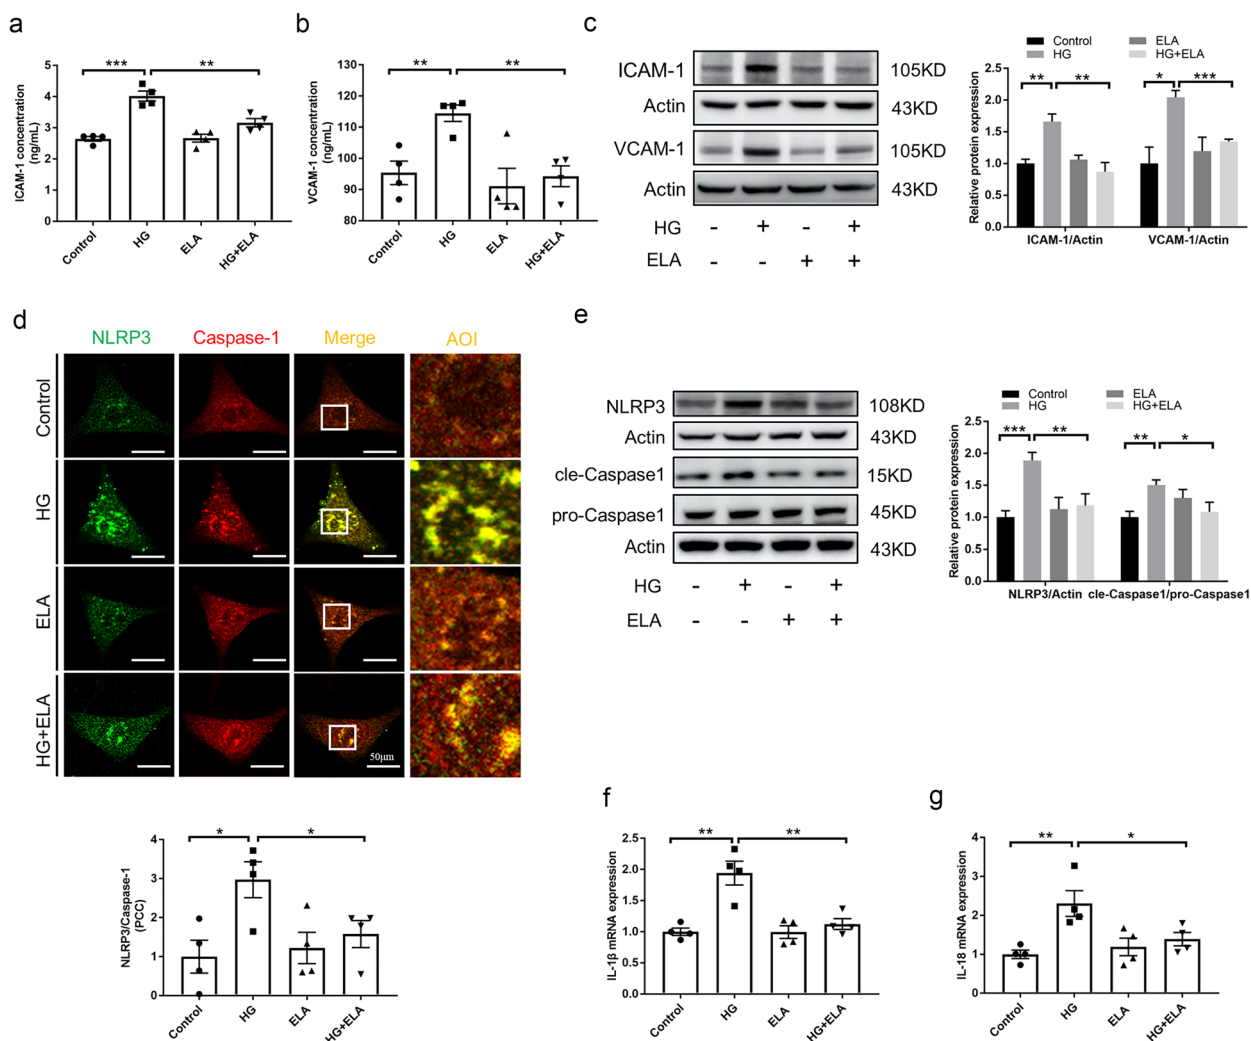 a
ICAM-1 concentration
(ng/mL)
5
4
3
2
1
0
***
**
Control
HG
ELA
HG+ELA
b
VCAM-1 concentration
(ng/mL)
130
120
110
100
90
80
**
**
Control
HG
ELA
HG+ELA
c
ICAM-1
105KD
Actin
43KD
VCAM-1
105KD
Actin
43KD
HG - + - +
ELA - - + +
Control
HG
ELA
HG+ELA
Relative protein expression
2.5
2.0
1.5
1.0
0.5
0.0
** **
* ***
ICAM-1/Actin
VCAM-1/Actin
d
NLRP3 Caspase-1 Merge AOI
Control
HG
ELA
HG+ELA
50μm
NLRP3/Caspase-1
(PCC)
4
3
2
1
0
*
*
Control
HG
ELA
HG+ELA
e
NLRP3
108KD
Actin
43KD
cle-Caspase1
15KD
pro-Caspase1
45KD
Actin
43KD
HG - + - +
ELA - - + +
Control
HG
ELA
HG+ELA
Relative protein expression
2.5
2.0
1.5
1.0
0.5
0.0
*** **
** *
NLRP3/Actin
cle-Caspase1/pro-Caspase1
f
IL-1β mRNA expression
2.5
2.0
1.5
1.0
0.5
0.0
**
**
Control
HG
ELA
HG+ELA
g
IL-18 mRNA expression
4
3
2
1
0
**
*
Control
HG
ELA
HG+ELA